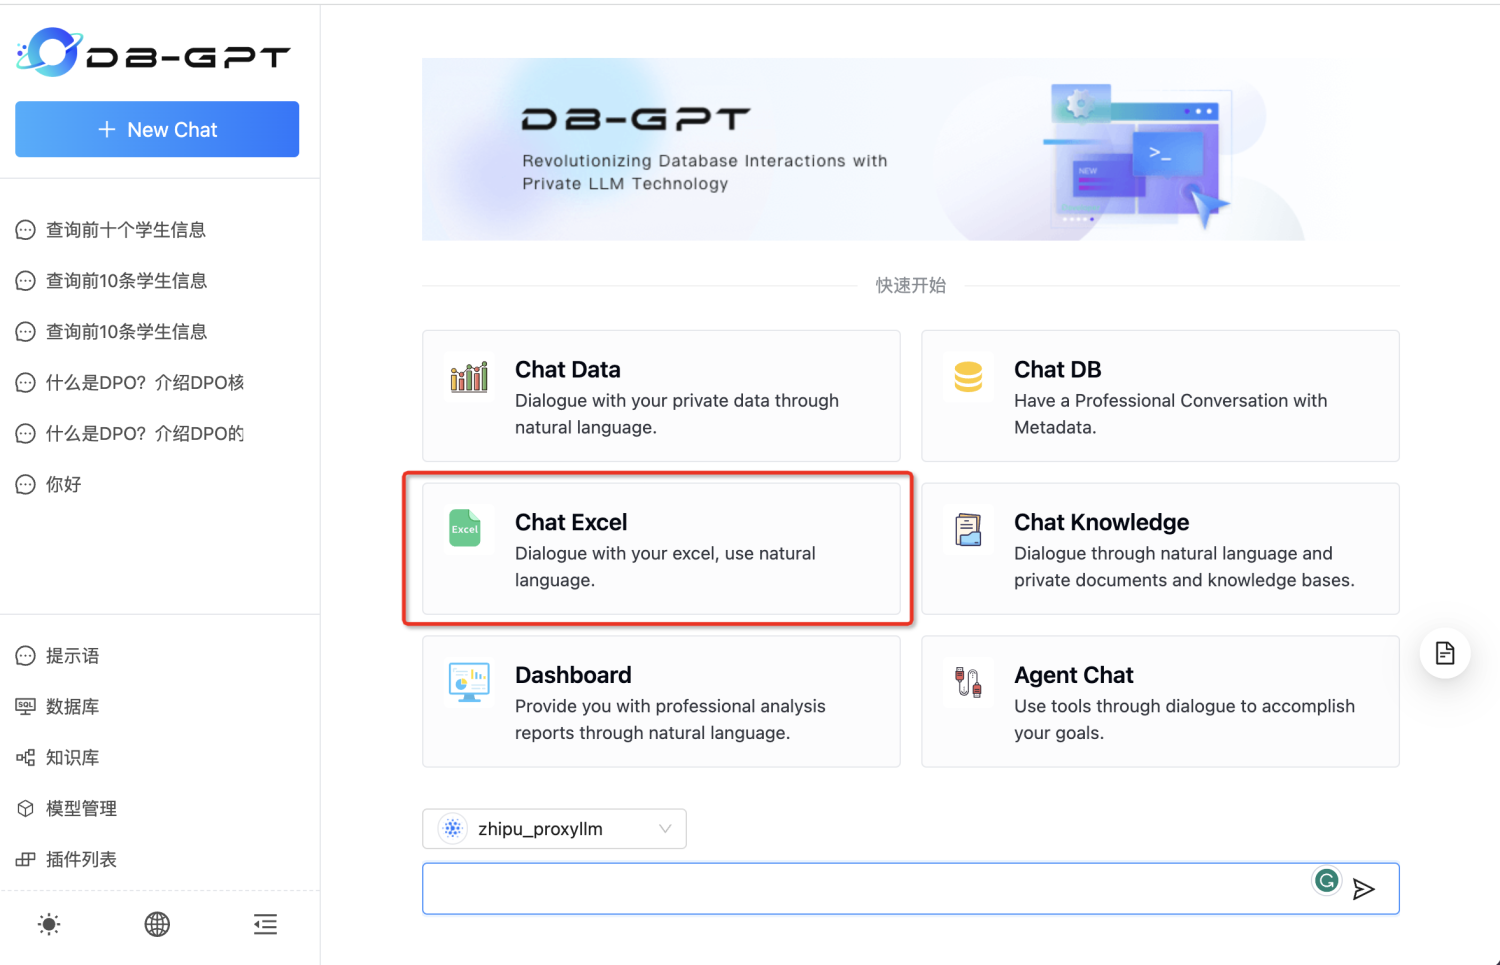 DB-GPT
+ New Chat
查询前十个学生信息
查询前10条学生信息
查询前10条学生信息
什么是DPO？介绍DPO核
什么是DPO？介绍DPO的
你好
提示语
SQL
数据库
知识库
模型管理
插件列表
DB-GPT
Revolutionizing Database Interactions with
Private LLM Technology
>_
NEW
快速开始
Chat Data
Dialogue with your private data through
natural language.
Chat DB
Have a Professional Conversation with
Metadata.
Excel
Chat Excel
Dialogue with your excel, use natural
language.
Chat Knowledge
Dialogue through natural language and
private documents and knowledge bases.
Dashboard
Provide you with professional analysis
reports through natural language.
Agent Chat
Use tools through dialogue to accomplish
your goals.
zhipu_proxyllm